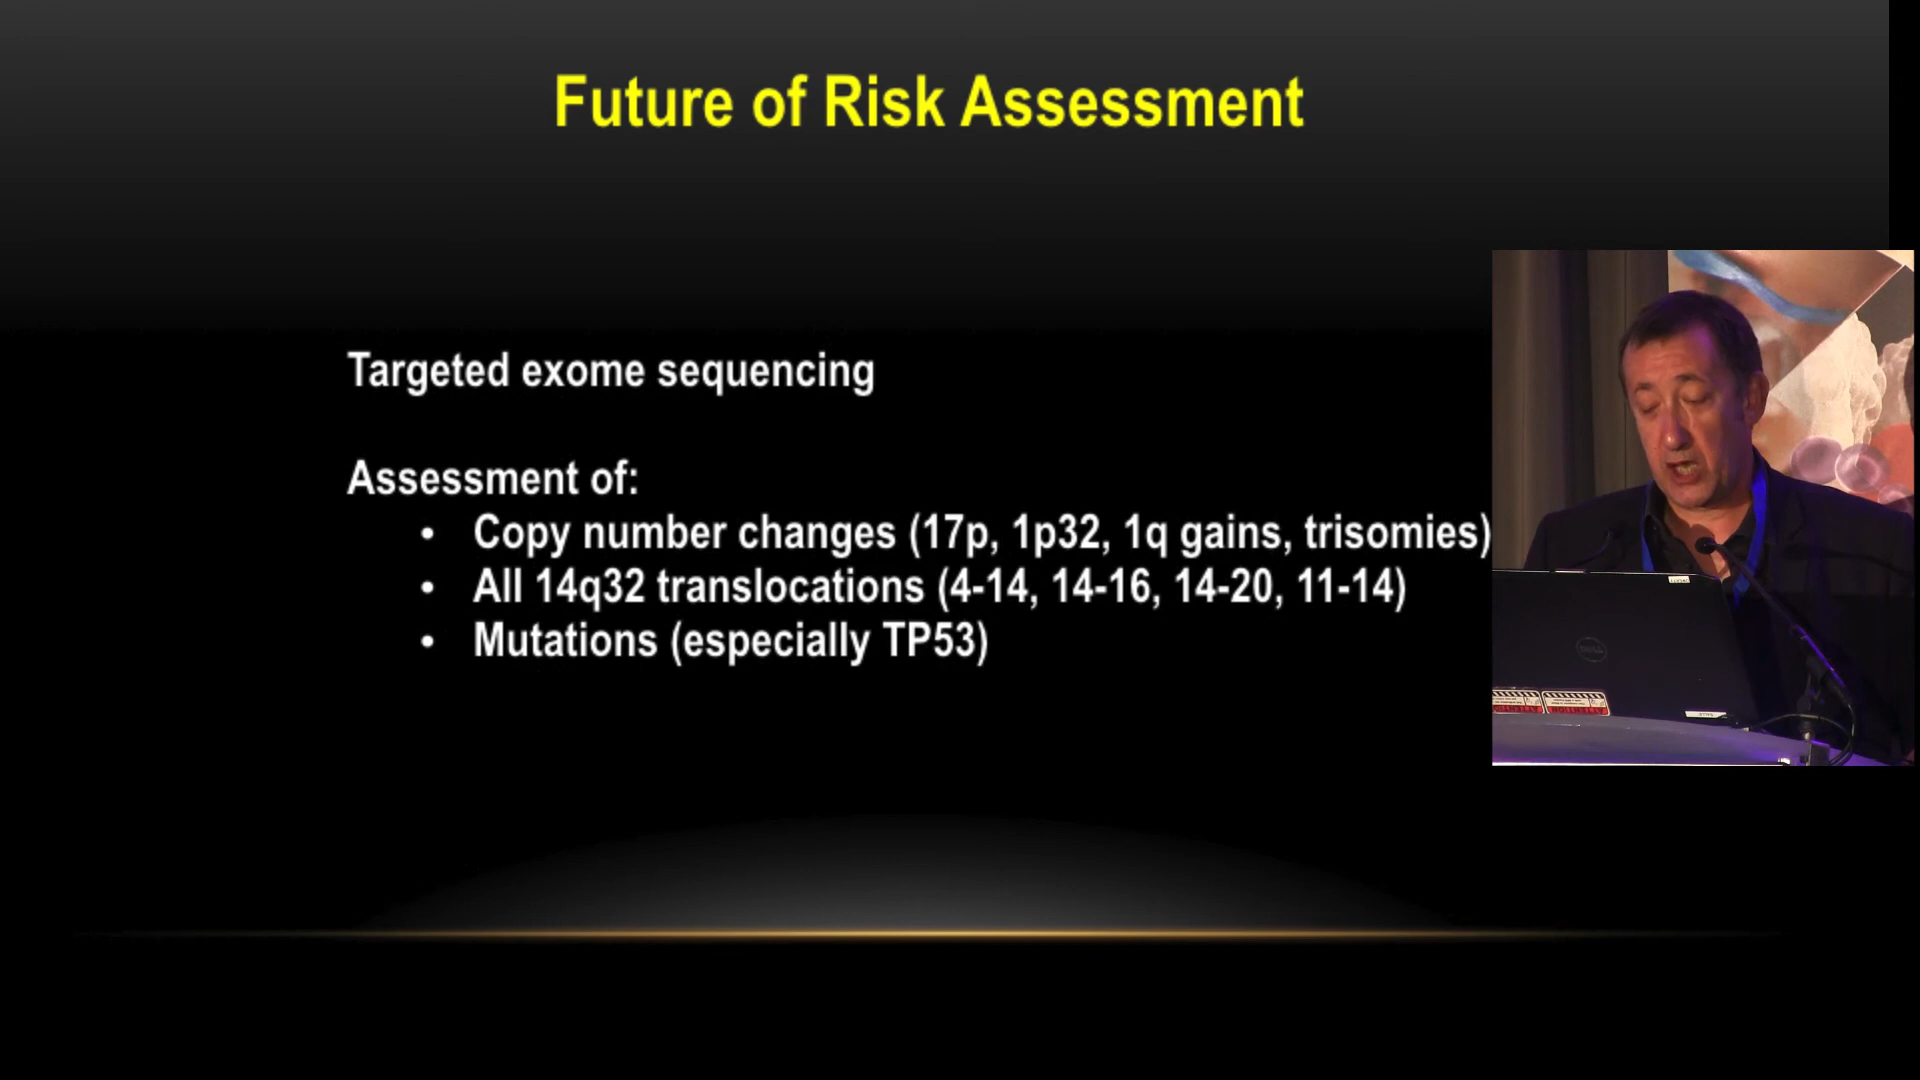 Future of Risk Assessment
Targeted exome sequencing
Assessment of:
• Copy number changes (17p, 1p32, 1q gains, trisomies)
• All 14q32 translocations (4-14, 14-16, 14-20, 11-14)
• Mutations (especially TP53)
DELL